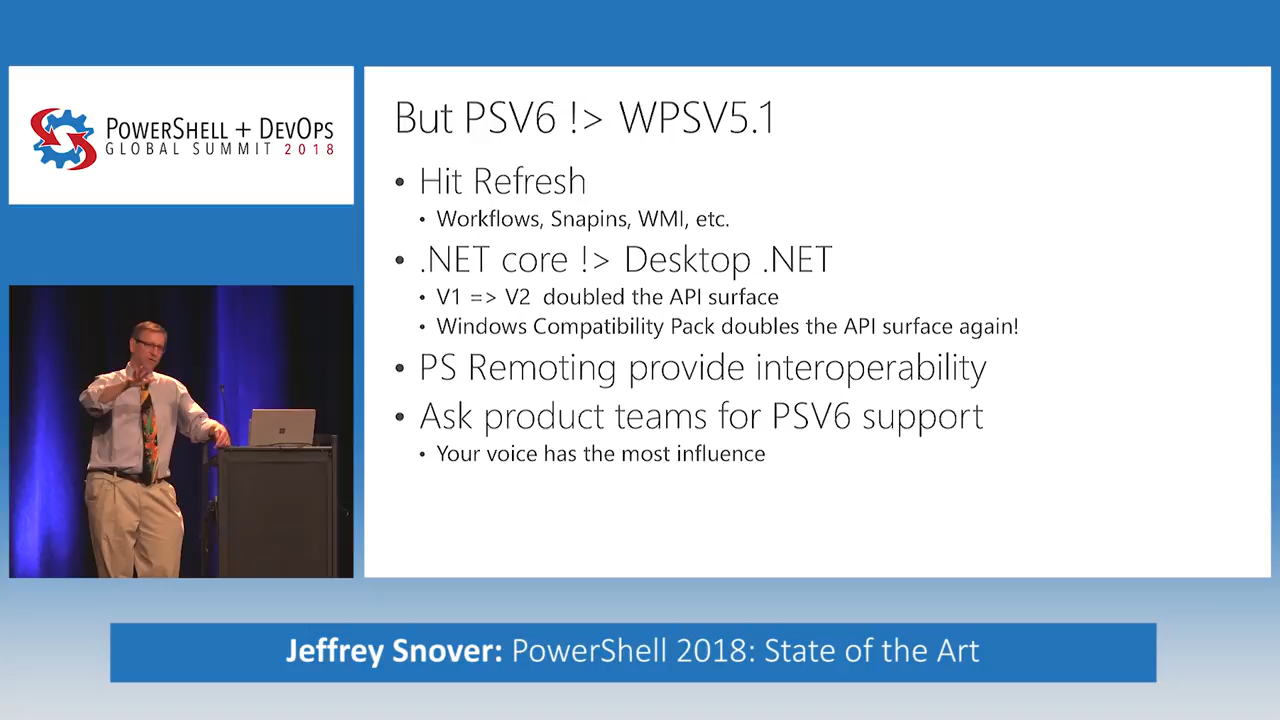 POWERSHELL + DEVOPS
GLOBAL SUMMIT 2018
But PSV6 !> WPSV5.1
• Hit Refresh
• Workflows, Snapins, WMI, etc.
• .NET core !> Desktop .NET
• V1 => V2 doubled the API surface
• Windows Compatibility Pack doubles the API surface again!
• PS Remoting provide interoperability
• Ask product teams for PSV6 support
• Your voice has the most influence
Jeffrey Snover: PowerShell 2018: State of the Art